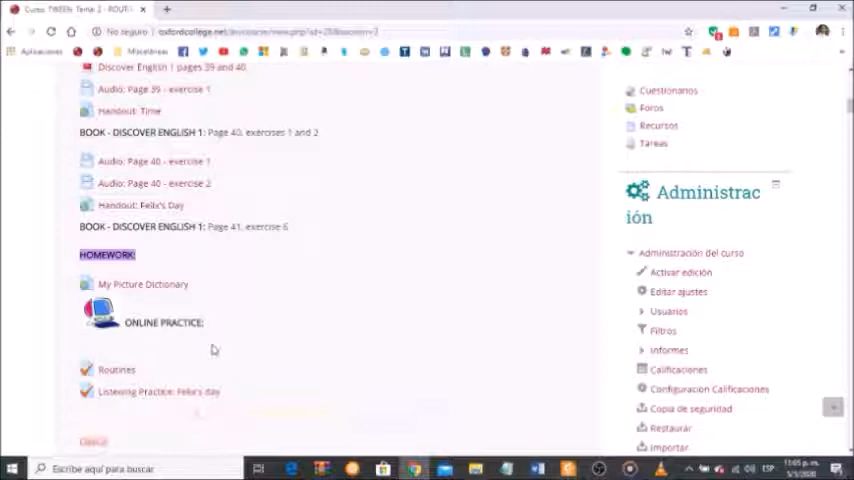 Curso: TWEEN: Tema: 2 - ROUTI
No seguro
Aplicaciones
Misceláneas
Discover English 1 pages 39 and 40
Audio: Page 39 - exercise 1
Handout: Time
BOOK - DISCOVER ENGLISH 1: Page 40, exercises 1 and 2
Audio: Page 40 - exercise 1
Audio: Page 40 - exercise 2
Handout: Felix's Day
BOOK - DISCOVER ENGLISH 1: Page 41, exercise 6
HOMEWORK:
My Picture Dictionary
ONLINE PRACTICE:
Routines
Listening Practice: Felix's day
Cuestionarios
Foros
Recursos
Tareas
Administrac
ión
Administración del curso
Activar edición
Editar ajustes
Usuarios
Filtros
Informes
Calificaciones
Configuración Calificaciones
Copia de seguridad
Restaurar
Importar
Escribe aquí para buscar
ESP
11:05 p. m.